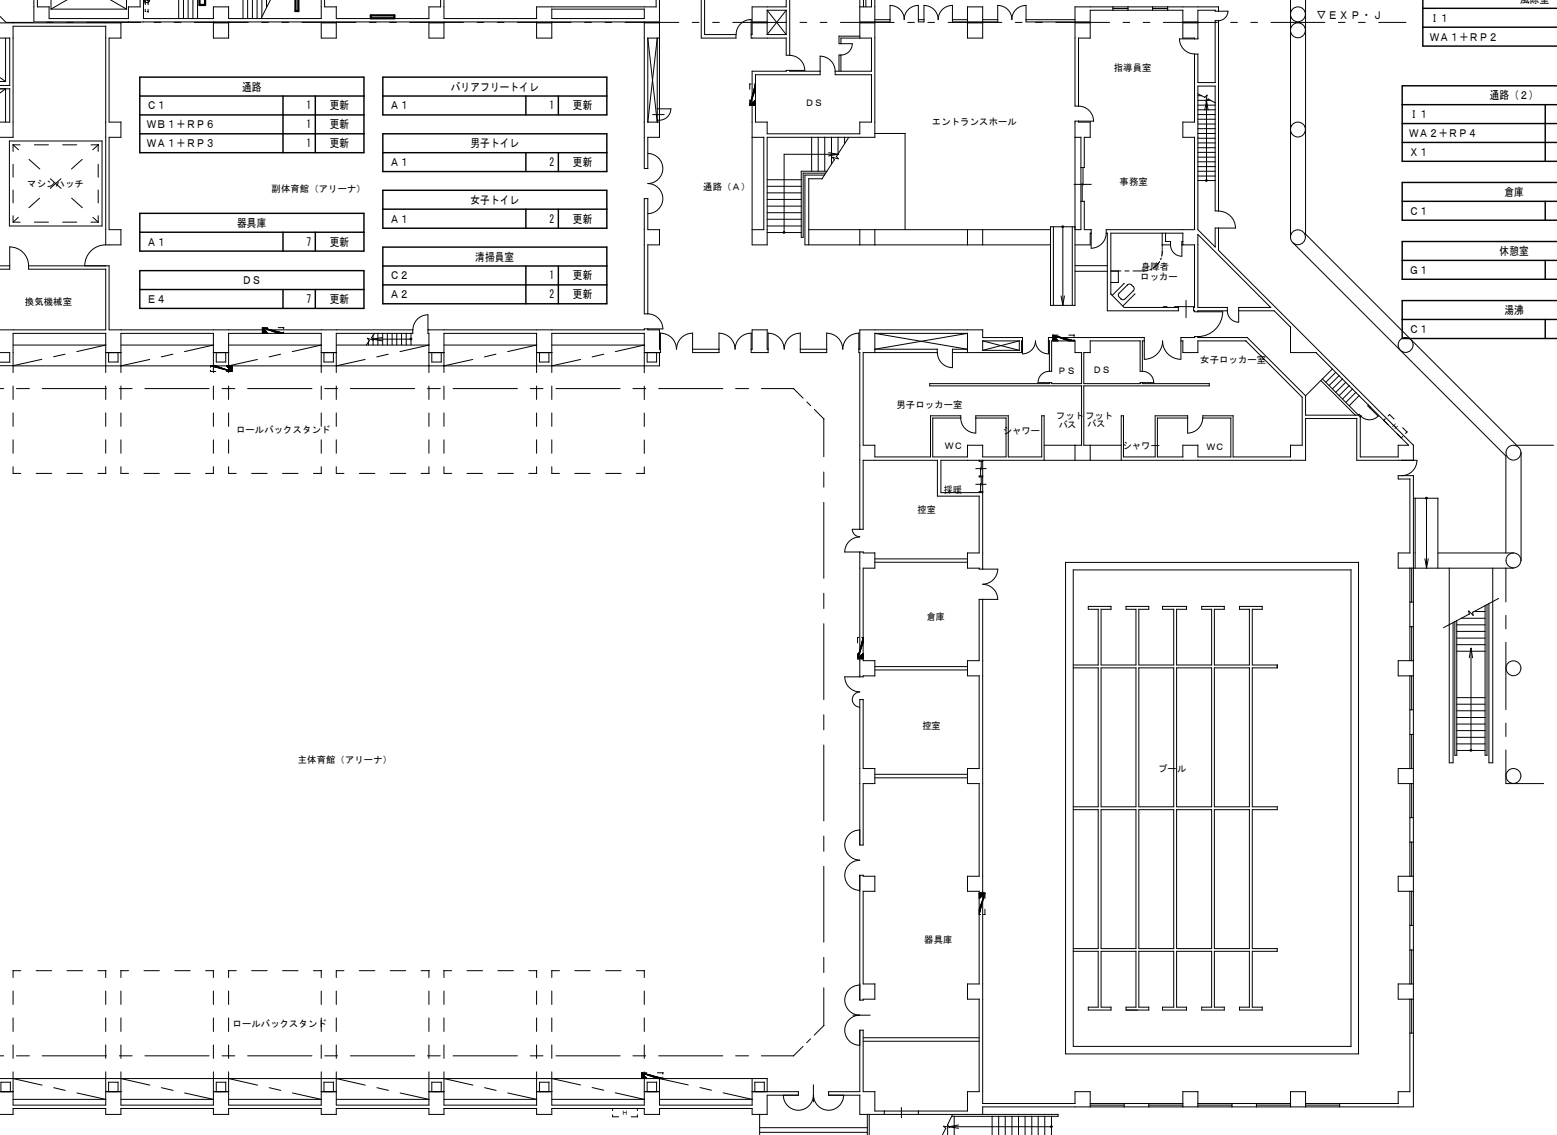 ▽EXP・J
I1
WA1+RP2
通路
C1 1 更新
WB1+RP6 1 更新
WA1+RP3 1 更新
器具庫
A1 7 更新
DS
E4 7 更新
バリアフリートイレ
A1 1 更新
男子トイレ
A1 2 更新
女子トイレ
A1 2 更新
清掃員室
C2 1 更新
A2 2 更新
通路(2)
I1
WA2+RP4
X1
倉庫
C1
休憩室
G1
湯沸
C1
マシンハッチ
副体育館(アリーナ)
換気機械室
通路(A)
DS
エントランスホール
指導員室
事務室
身障者
ロッカー
女子ロッカー室
PS
DS
男子ロッカー室
フット
バス
フット
バス
WC
シャワー
シャワー
WC
ロールバックスタンド
採暖
控室
倉庫
控室
主体育館(アリーナ)
プール
器具庫
ロールバックスタンド
H